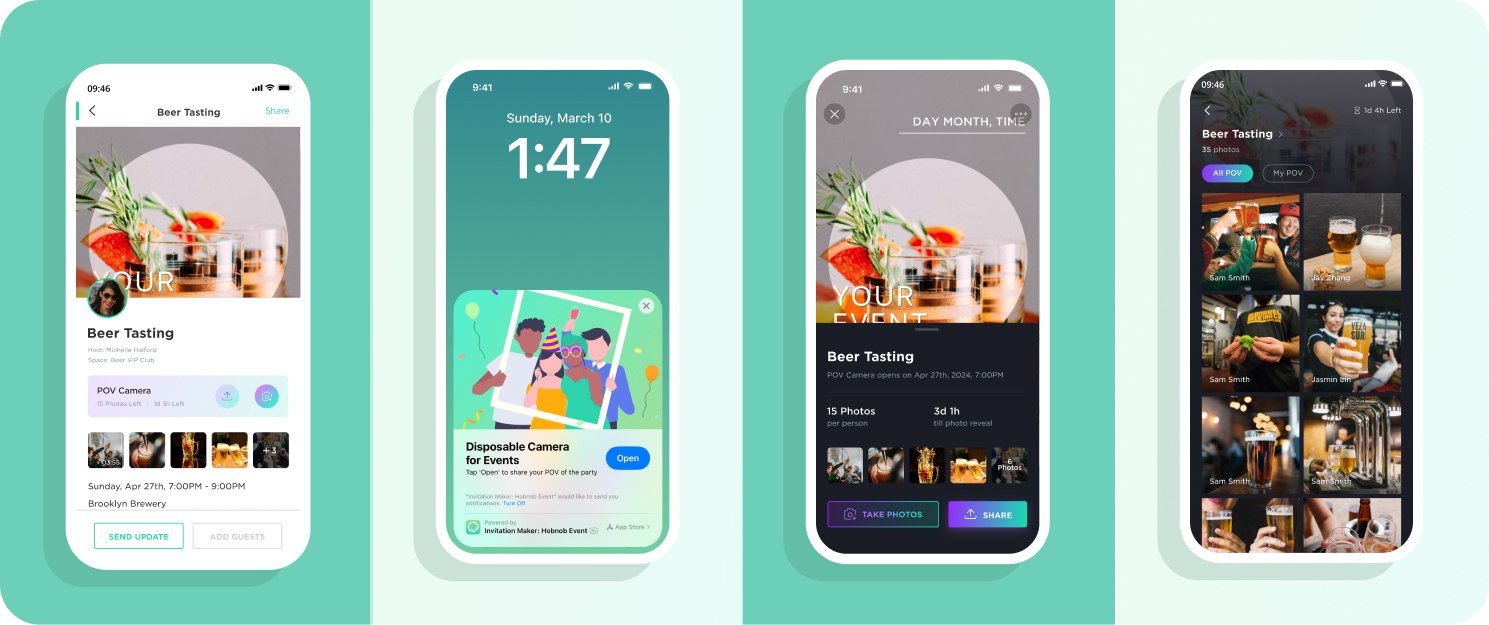 09:46
Beer Tasting
Share
YOUR
Beer Tasting
Host: Michelle Halford
Space: Beer VIP Club
POV Camera
15 Photos Left | 1d 3h Left
03:55
+ 3
Sunday, Apr 27th, 7:00PM - 9:00PM
Brooklyn Brewery
SEND UPDATE
ADD GUESTS
9:41
Sunday, March 10
1:47
Disposable Camera
for Events
Tap 'Open' to share your POV of the party
Open
"Invitation Maker: Hobnob Event" would like to send you
notifications. Turn Off
Powered by
Invitation Maker: Hobnob Event
App Store
9:41
DAY MONTH, TIME
YOUR
EVENT
Beer Tasting
POV Camera opens on Apr 27th, 2024, 7:00PM
15 Photos
per person
3d 1h
till photo reveal
6
Photos
TAKE PHOTOS
SHARE
09:46
1d 4h Left
Beer Tasting
35 photos
All POV
My POV
Sam Smith
Jay Zhang
Sam Smith
VEZA
SUR
Jasmin Lin
Sam Smith
Sam Smith